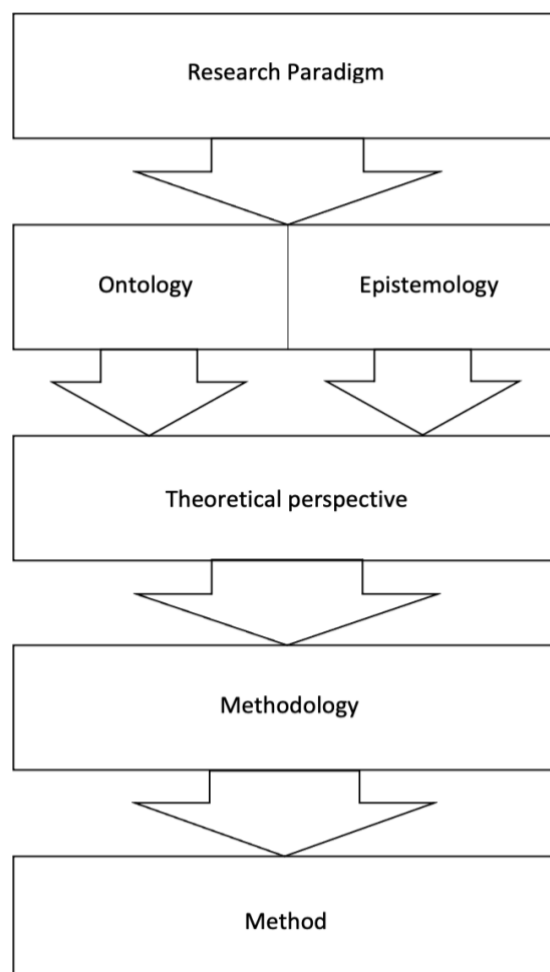 Research Paradigm
Ontology
Epistemology
Theoretical perspective
Methodology
Method